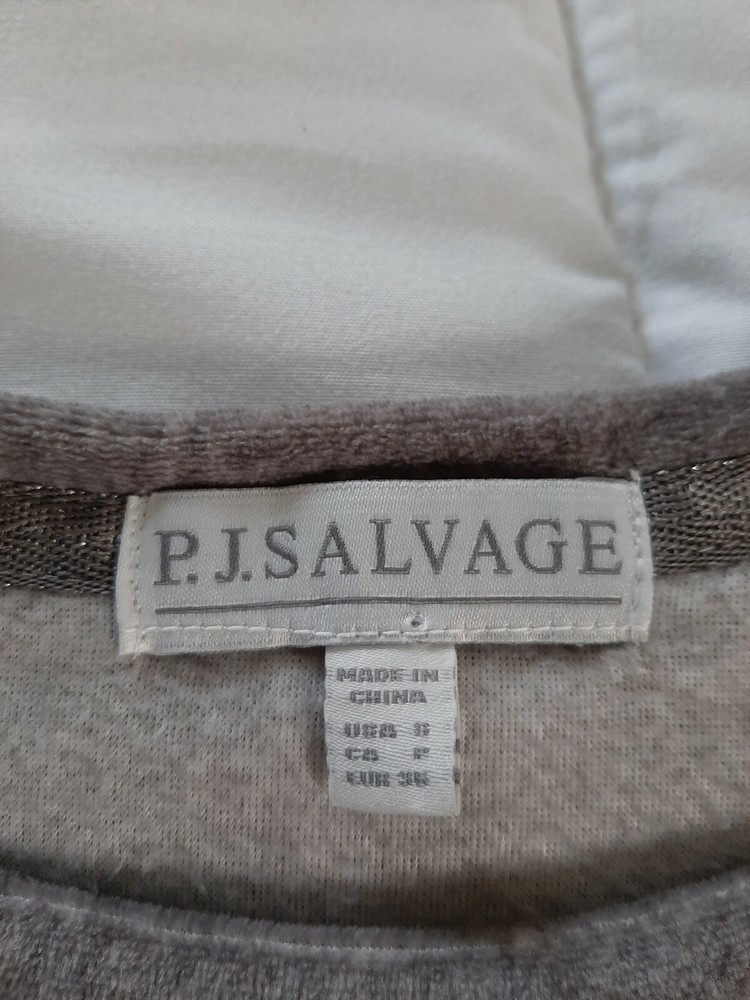 P.J.SALVAGE
MADE IN
CHINA
USA S
CA P
EUR 36